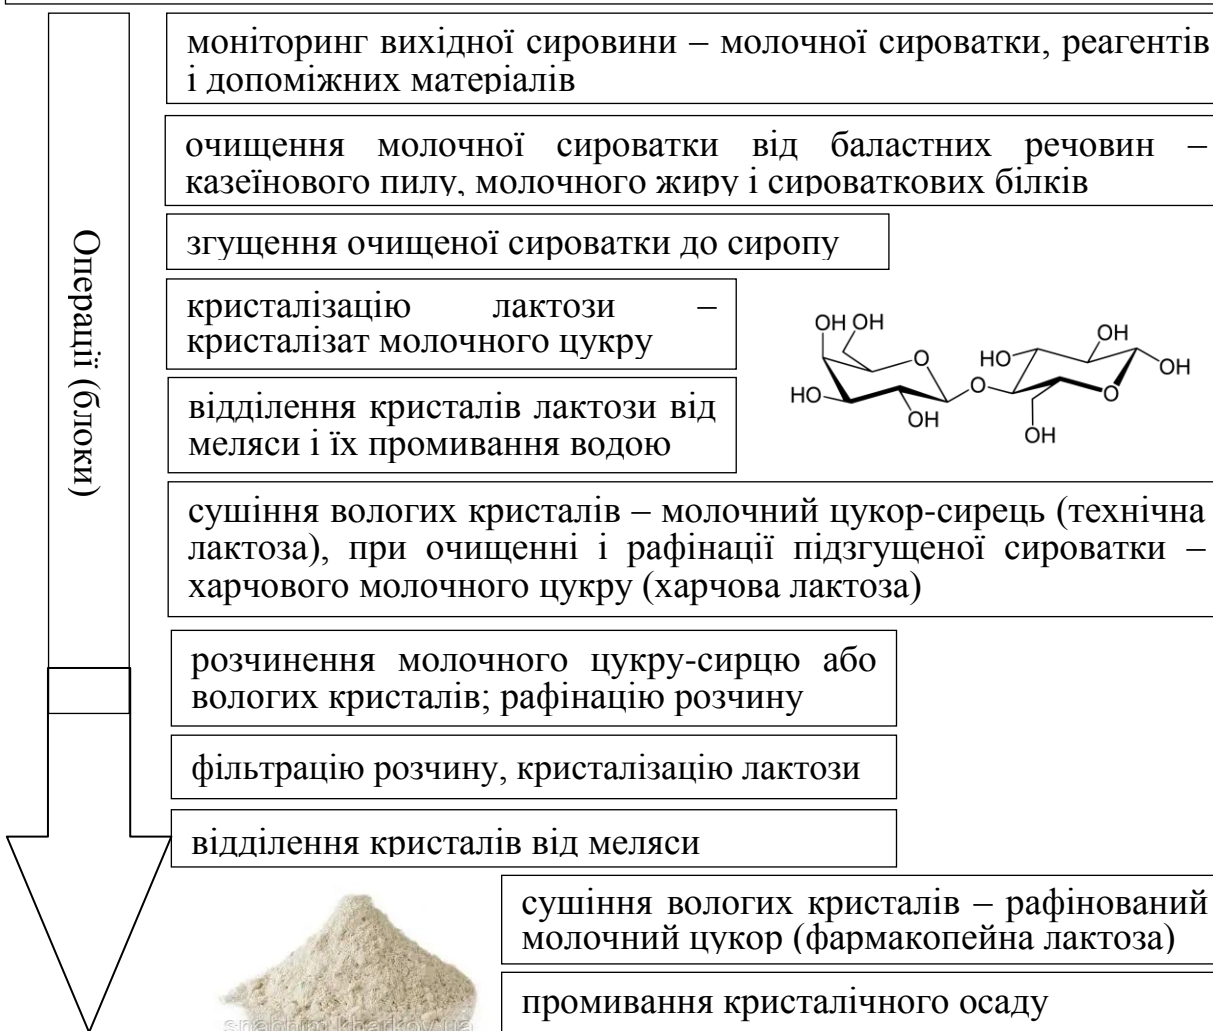 моніторинг вихідної сировини – молочної сироватки, реагентів
і допоміжних матеріалів
очищення молочної сироватки від баластних речовин –
казеїнового пилу, молочного жиру і сироваткових білків
Операції (блоки)
згущення очищеної сироватки до сиропу
кристалізацію лактози –
кристалізат молочного цукру
OH OH
O
HO
OH
O
HO
OH
OH
O
OH
OH
відділення кристалів лактози від
меляси і їх промивання водою
сушіння вологих кристалів – молочний цукор-сирець (технічна
лактоза), при очищенні і рафінації підзгущеної сироватки –
харчового молочного цукру (харчова лактоза)
розчинення молочного цукру-сирцю або
вологих кристалів; рафінацію розчину
фільтрацію розчину, кристалізацію лактози
відділення кристалів від меляси
сушіння вологих кристалів – рафінований
молочний цукор (фармакопейна лактоза)
промивання кристалічного осаду
snabhim.kharkov.ua